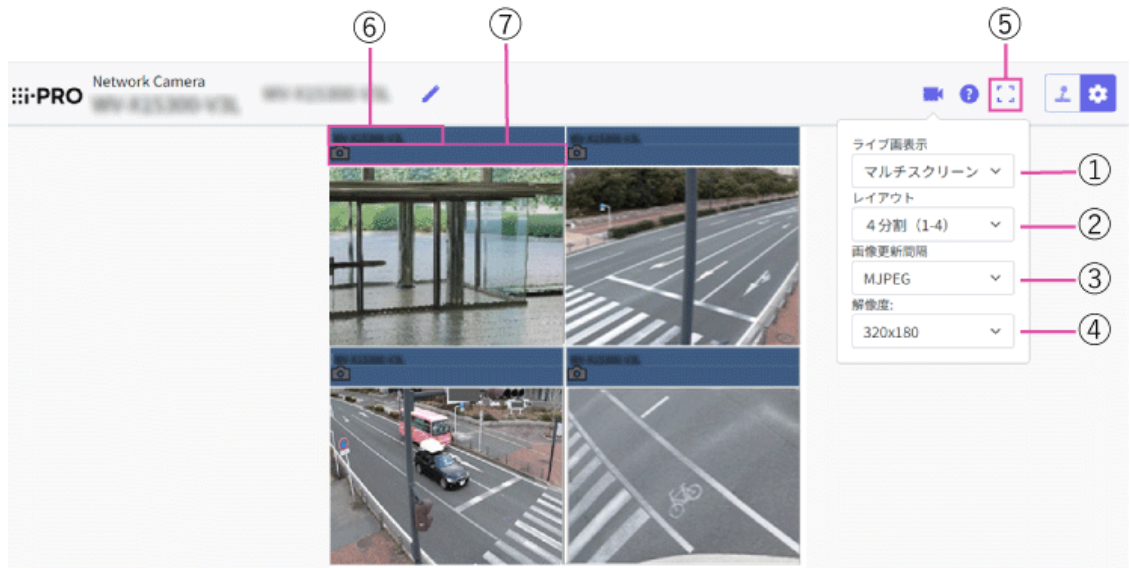 ⑥ ⑦ ⑤
i-PRO
Network Camera
ライブ画表示
マルチスクリーン
①
レイアウト
4分割（1-4）
②
画像更新間隔
MJPEG
③
解像度:
320x180
④